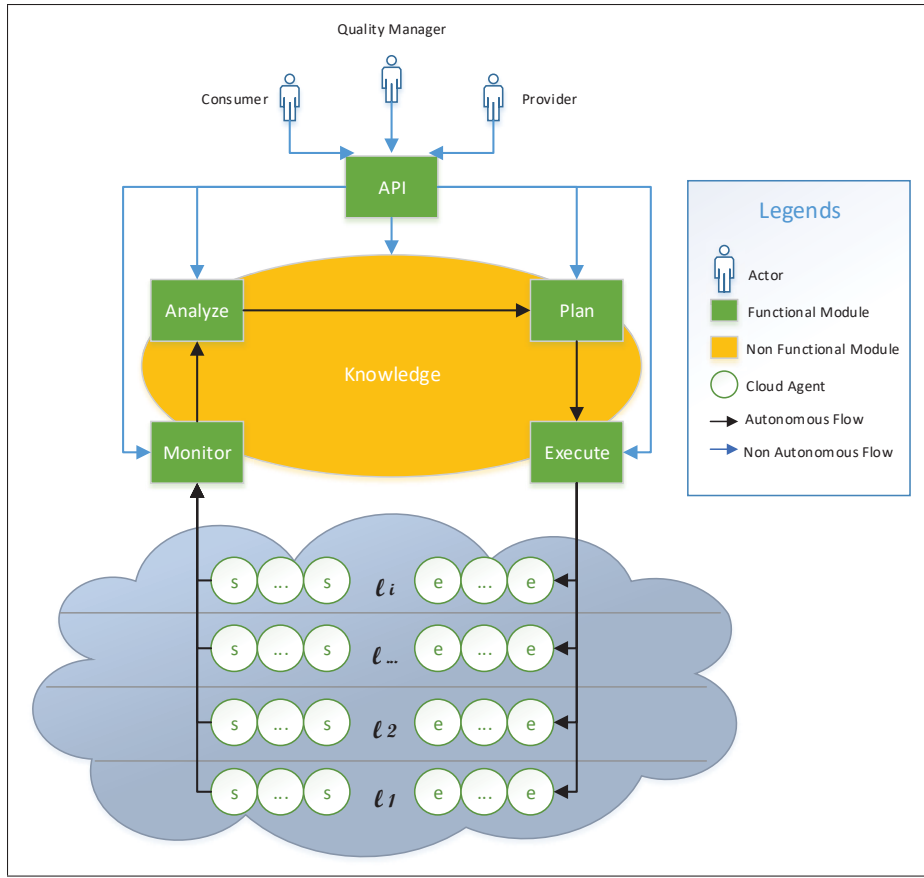 Quality Manager
Consumer
Provider
API
Legends
Actor
Analyze
Plan
Functional Module
Non Functional Module
Knowledge
Cloud Agent
Autonomous Flow
Monitor
Execute
Non Autonomous Flow
s ... s ℓi e ... e
s ... s ℓ... e ... e
s ... s ℓ2 e ... e
s ... s ℓ1 e ... e